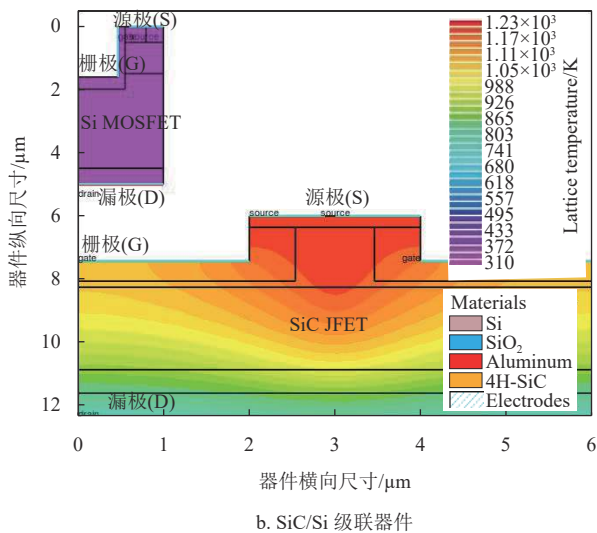 0
2
4
6
8
10
12
器件纵向尺寸/μm
源极(S)
source
栅极(G)
Si MOSFET
drain
漏极(D)
源极(S)
source
source
栅极(G)
gate
gate
SiC JFET
漏极(D)
drain
1.23×10³
1.17×10³
1.11×10³
1.05×10³
988
926
865
803
741
680
618
557
495
433
372
310
Lattice temperature/K
Materials
Si
SiO₂
Aluminum
4H-SiC
Electrodes
0
1
2
3
4
5
6
器件横向尺寸/μm
b. SiC/Si 级联器件